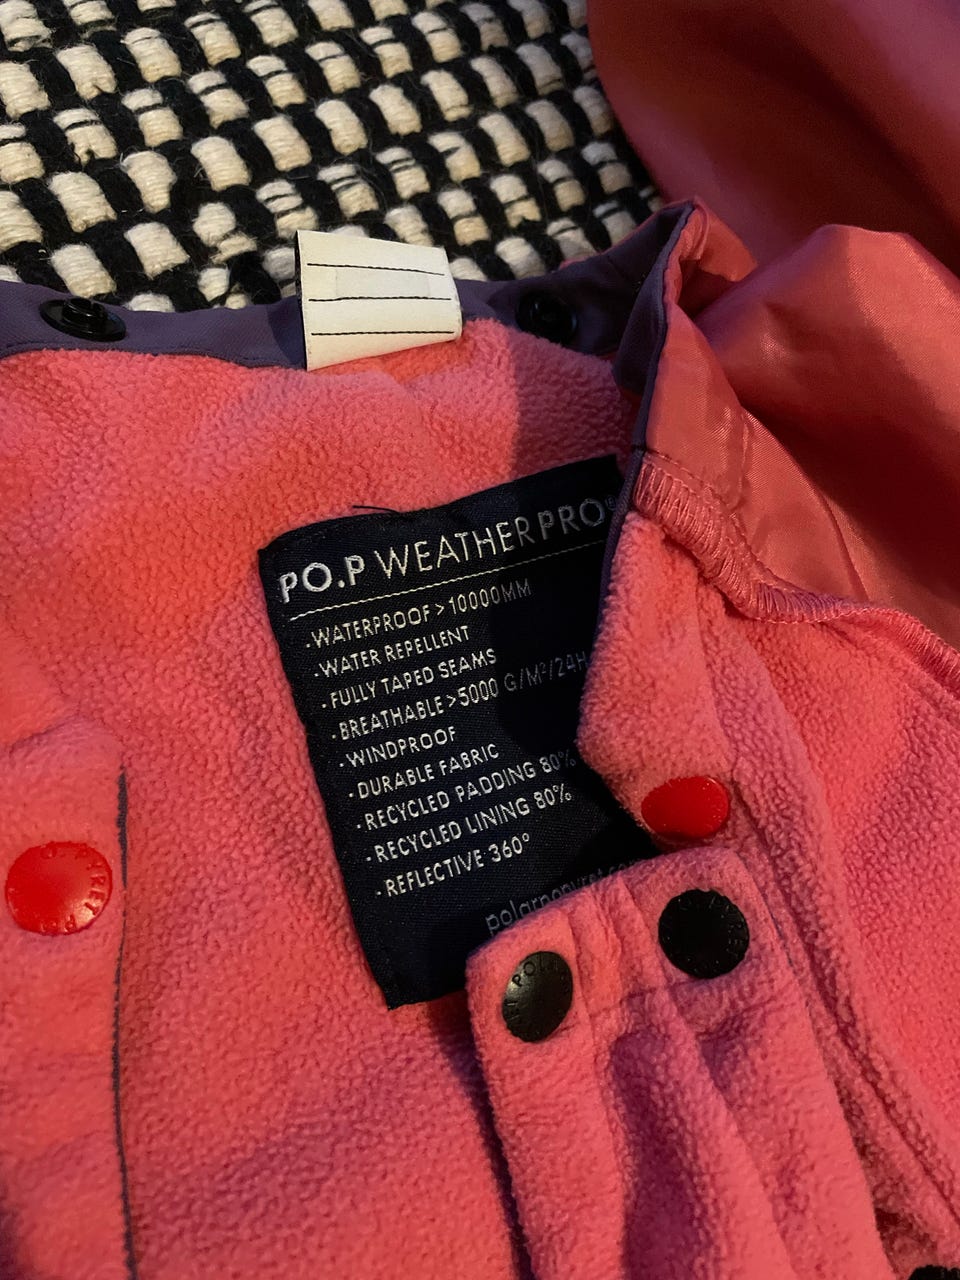 PO.P WEATHERPRO®
·WATERPROOF>10000MM
·WATER REPELLENT
·FULLY TAPED SEAMS
·BREATHABLE>5000 G/M²/24H
·WINDPROOF
·DURABLE FABRIC
·RECYCLED PADDING 80%
·RECYCLED LINING 80%
·REFLECTIVE 360°